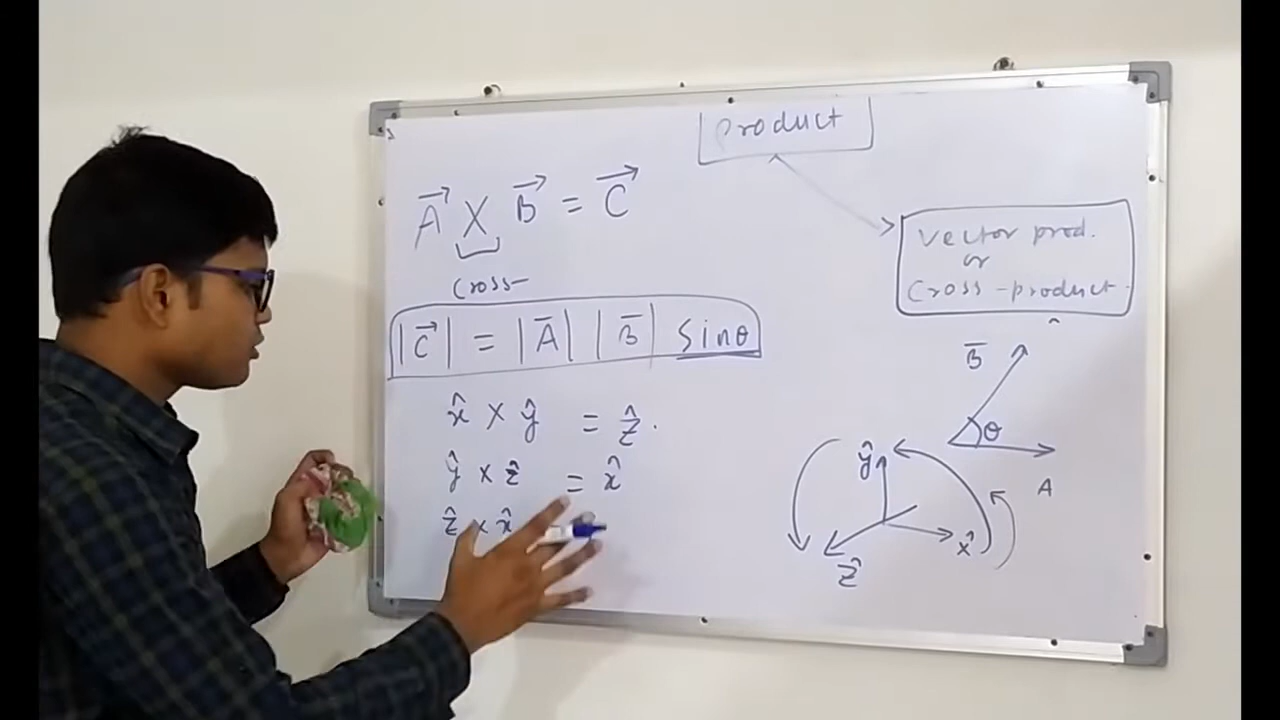 Product
A⃗ X B⃗ = C⃗
Cross-
Vector prod.
or
Cross-product.
|C⃗| = |A̅| |B̅| sinθ
x̂ × ŷ = ẑ.
ŷ × ẑ = x̂
ẑ × x̂
B̅
θ
A
ŷ
x̂
ẑ